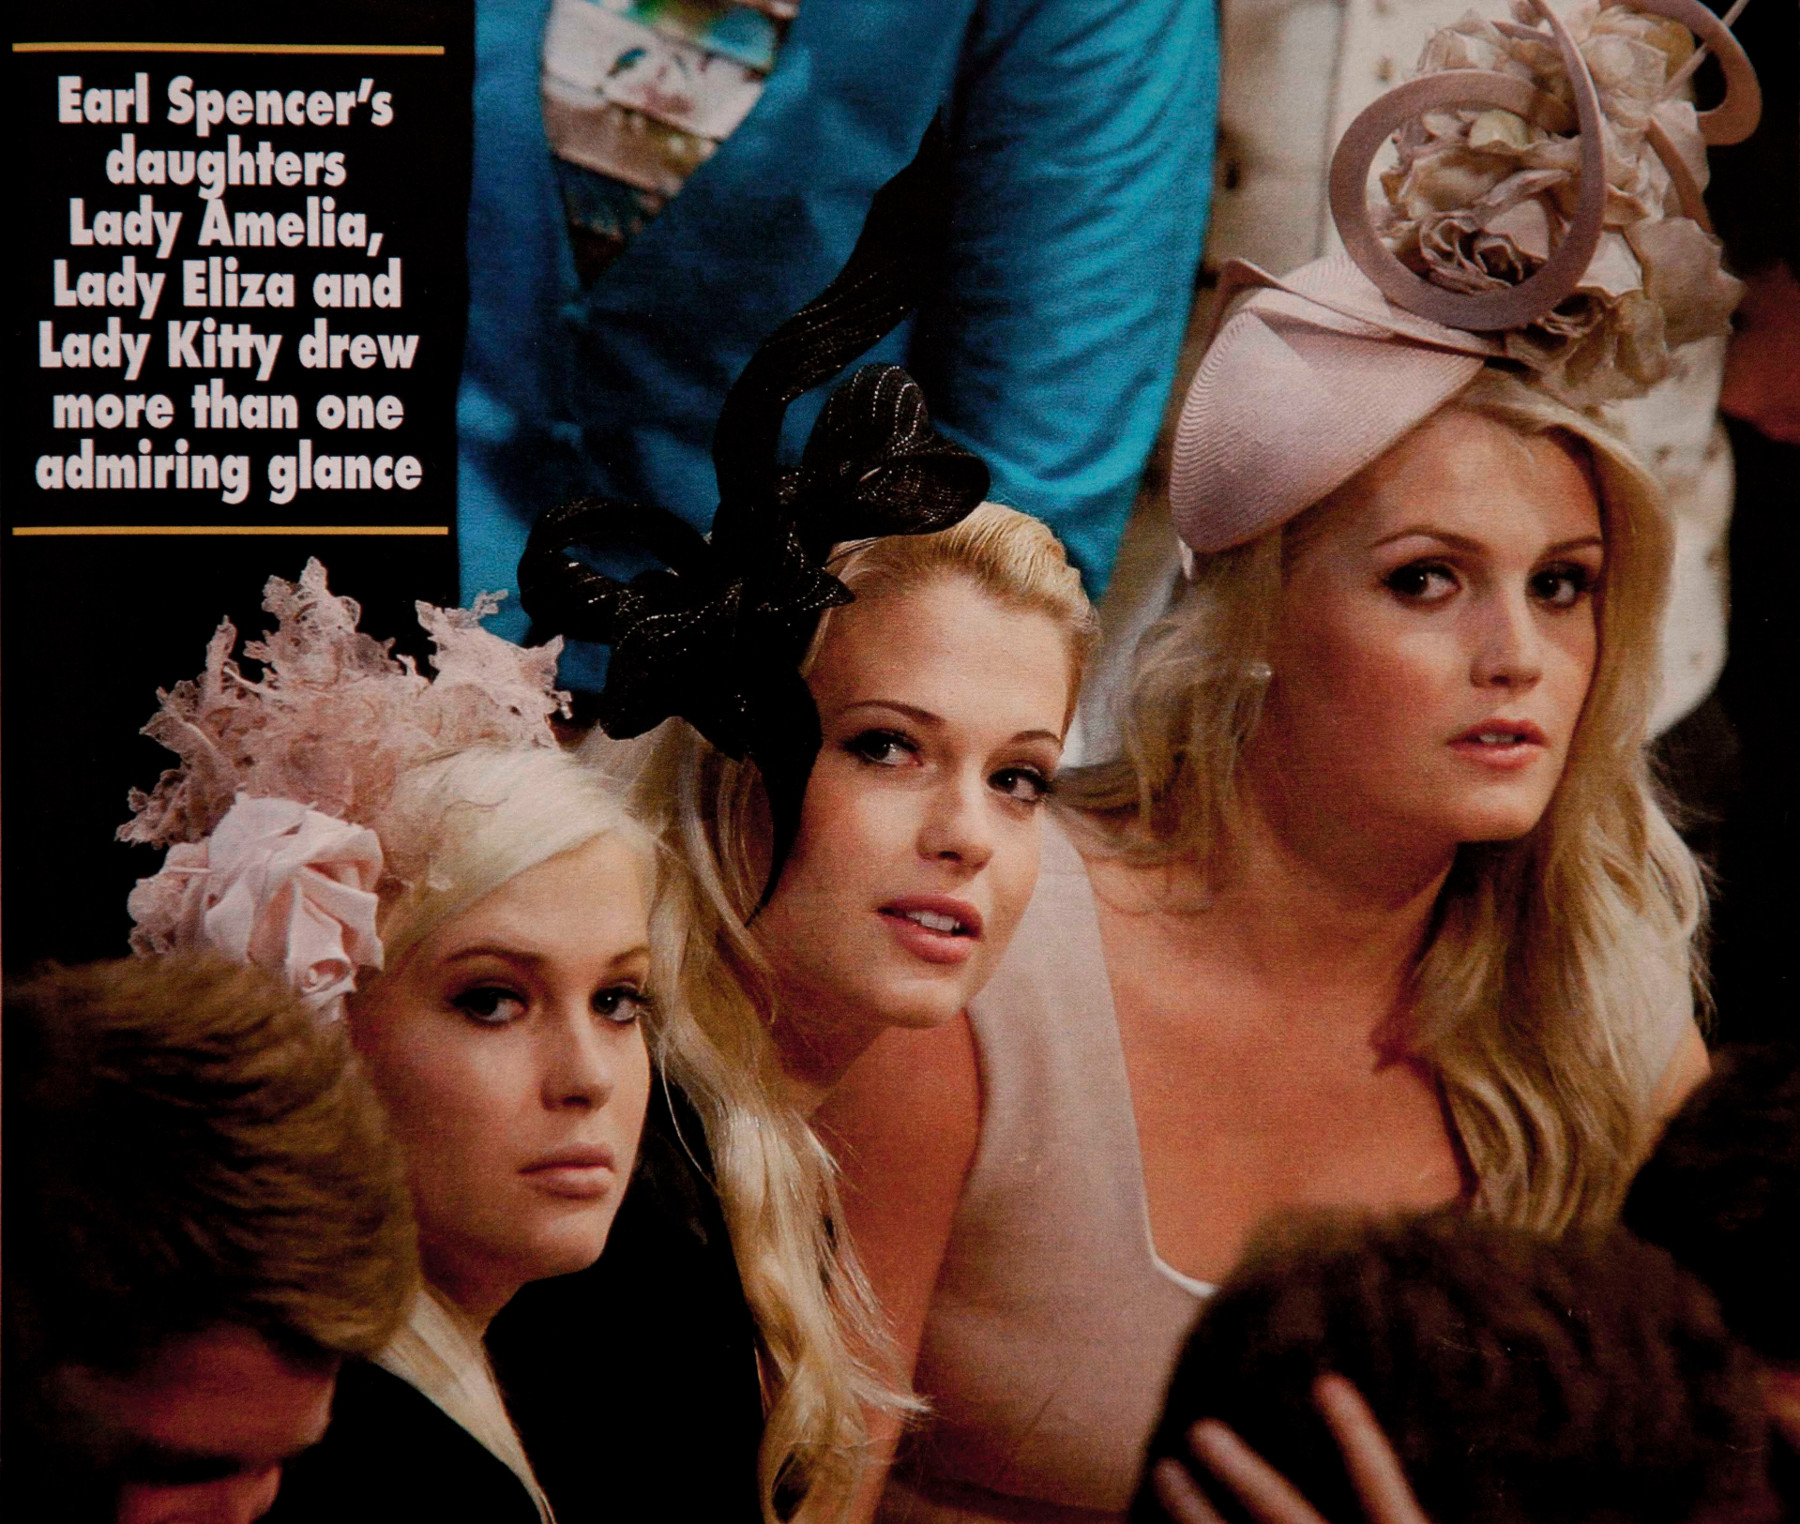 Earl Spencer's
daughters
Lady Amelia,
Lady Eliza and
Lady Kitty drew
more than one
admiring glance